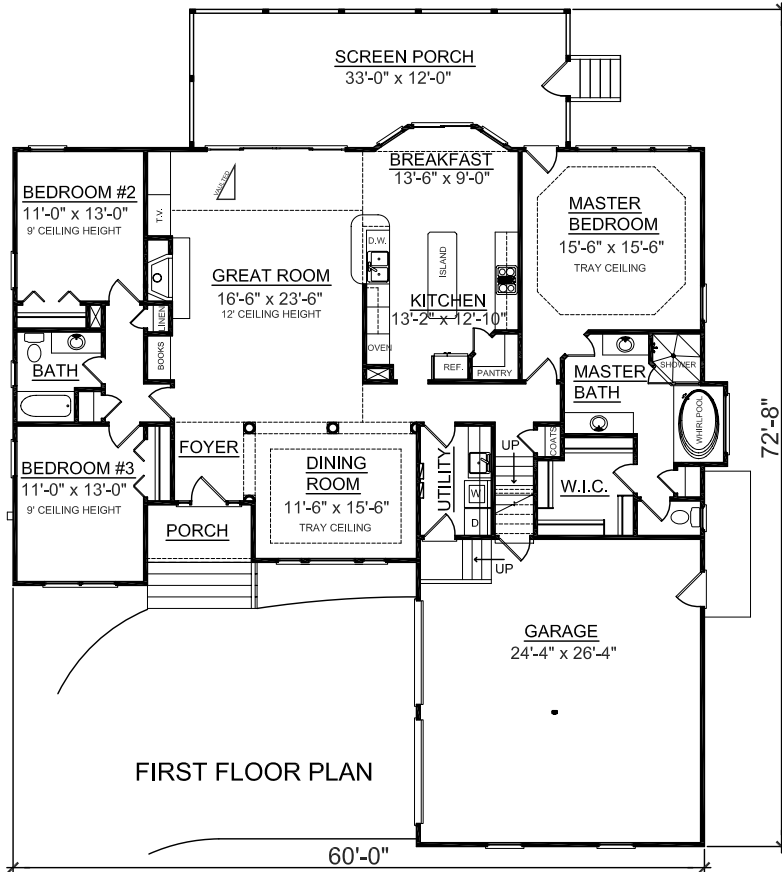 SCREEN PORCH
33'-0" x 12'-0"
BREAKFAST
13'-6" x 9'-0"
VAULTED
BEDROOM #2
11'-0" x 13'-0"
9' CEILING HEIGHT
T.V.
MASTER
BEDROOM
15'-6" x 15'-6"
TRAY CEILING
D.W.
ISLAND
GREAT ROOM
16'-6" x 23'-6"
12' CEILING HEIGHT
KITCHEN
13'-2" x 12'-10"
LINEN
BOOKS
OVEN
REF.
PANTRY
BATH
MASTER
BATH
SHOWER
WHIRLPOOL
72'-8"
FOYER
DINING
ROOM
11'-6" x 15'-6"
TRAY CEILING
UTILITY
W
D
UP
COATS
W.I.C.
BEDROOM #3
11'-0" x 13'-0"
9' CEILING HEIGHT
PORCH
UP
GARAGE
24'-4" x 26'-4"
FIRST FLOOR PLAN
60'-0"